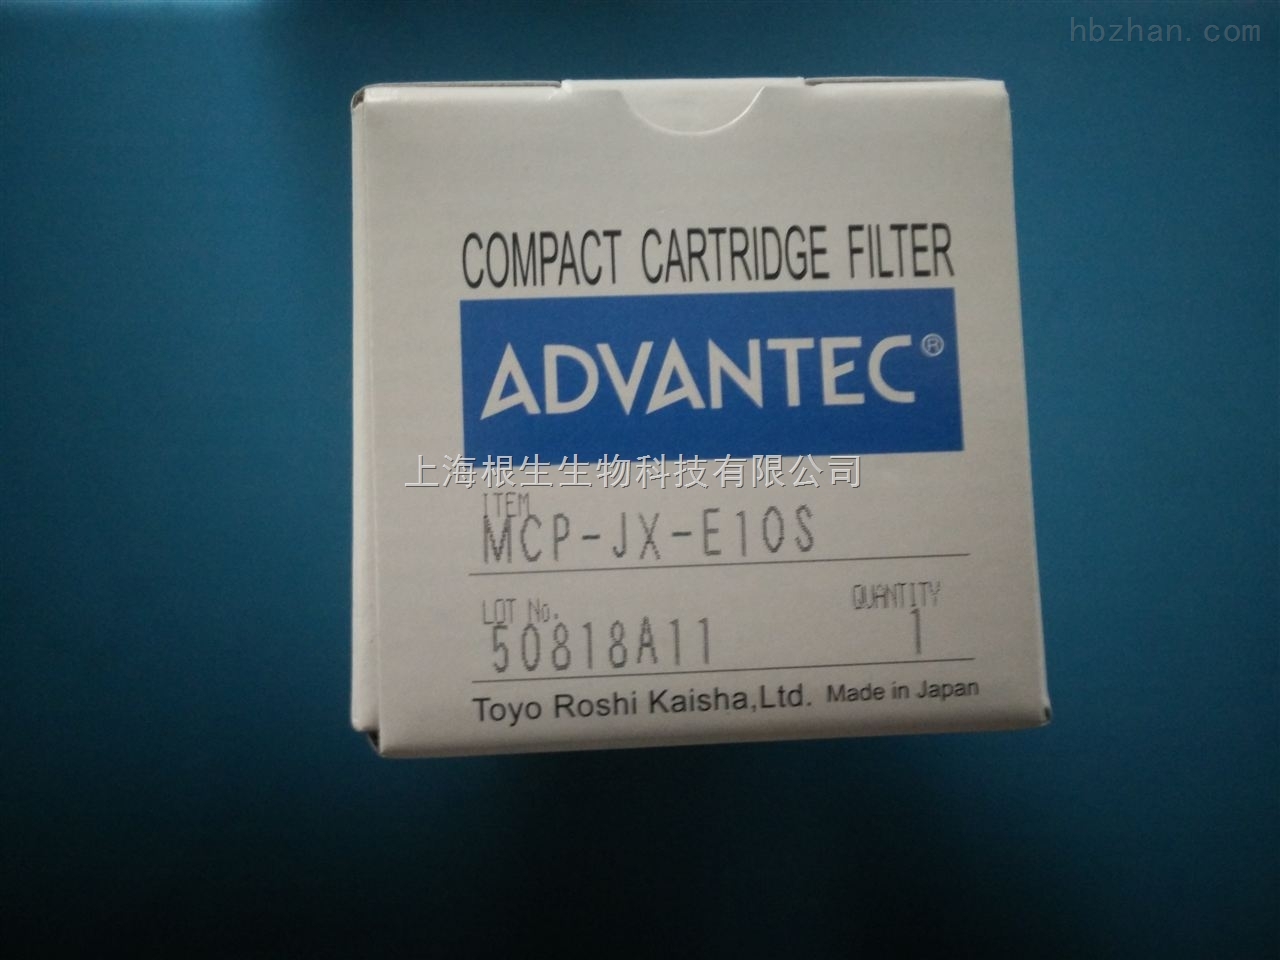 hbzhan.com
COMPACT CARTRIDGE FILTER
ADVANTEC®
上海根生生物科技有限公司
ITEM
MCP-JX-E10S
LOT No. QUANTITY
50818A11 1
Toyo Roshi Kaisha,Ltd. Made in Japan